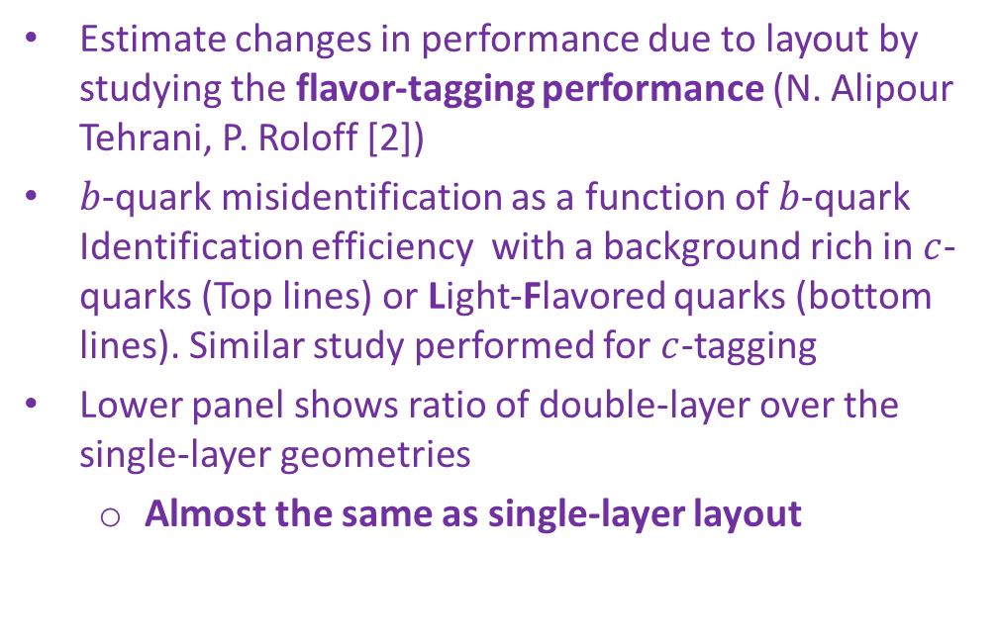 • Estimate changes in performance due to layout by
studying the flavor-tagging performance (N. Alipour
Tehrani, P. Roloff [2])
• b-quark misidentification as a function of b-quark
Identification efficiency with a background rich in c-
quarks (Top lines) or Light-Flavored quarks (bottom
lines). Similar study performed for c-tagging
• Lower panel shows ratio of double-layer over the
single-layer geometries
o Almost the same as single-layer layout